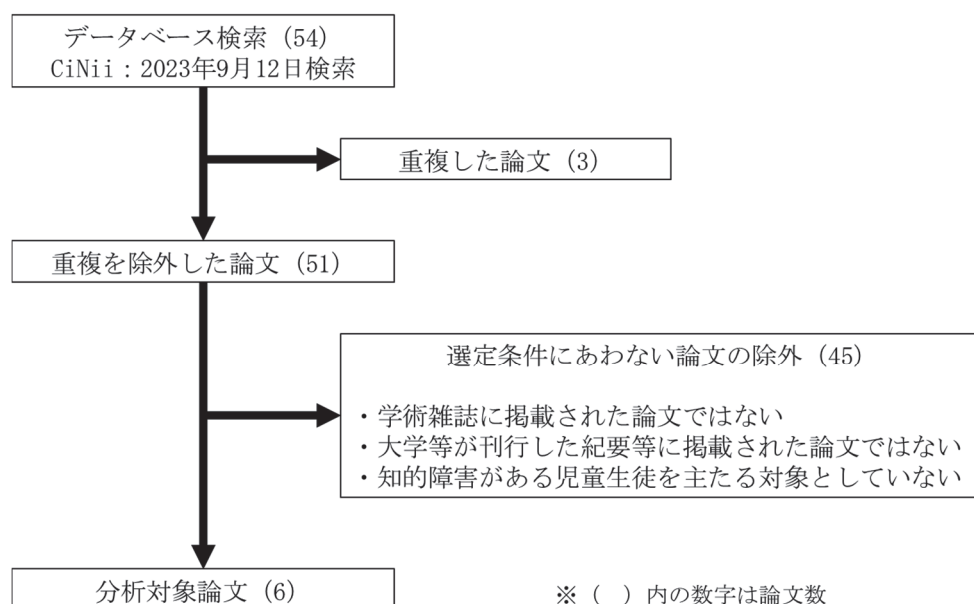 データベース検索（54）
CiNii：2023年9月12日検索
重複した論文（3）
重複を除外した論文（51）
選定条件にあわない論文の除外（45）
・学術雑誌に掲載された論文ではない
・大学等が刊行した紀要等に掲載された論文ではない
・知的障害がある児童生徒を主たる対象としていない
分析対象論文（6）
※（　）内の数字は論文数